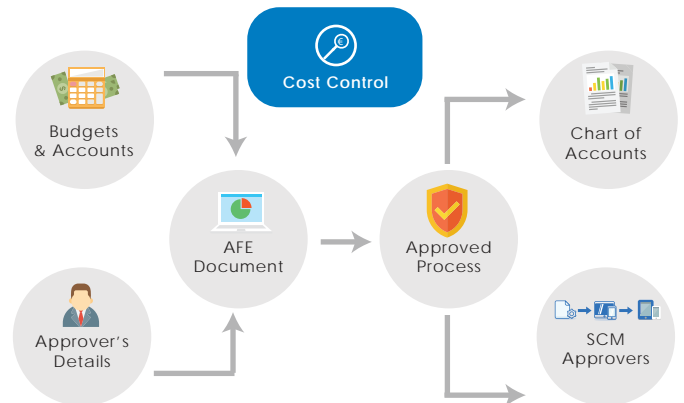 Cost Control
Budgets
& Accounts
Chart of
Accounts
AFE
Document
Approved
Process
Approver's
Details
SCM
Approvers